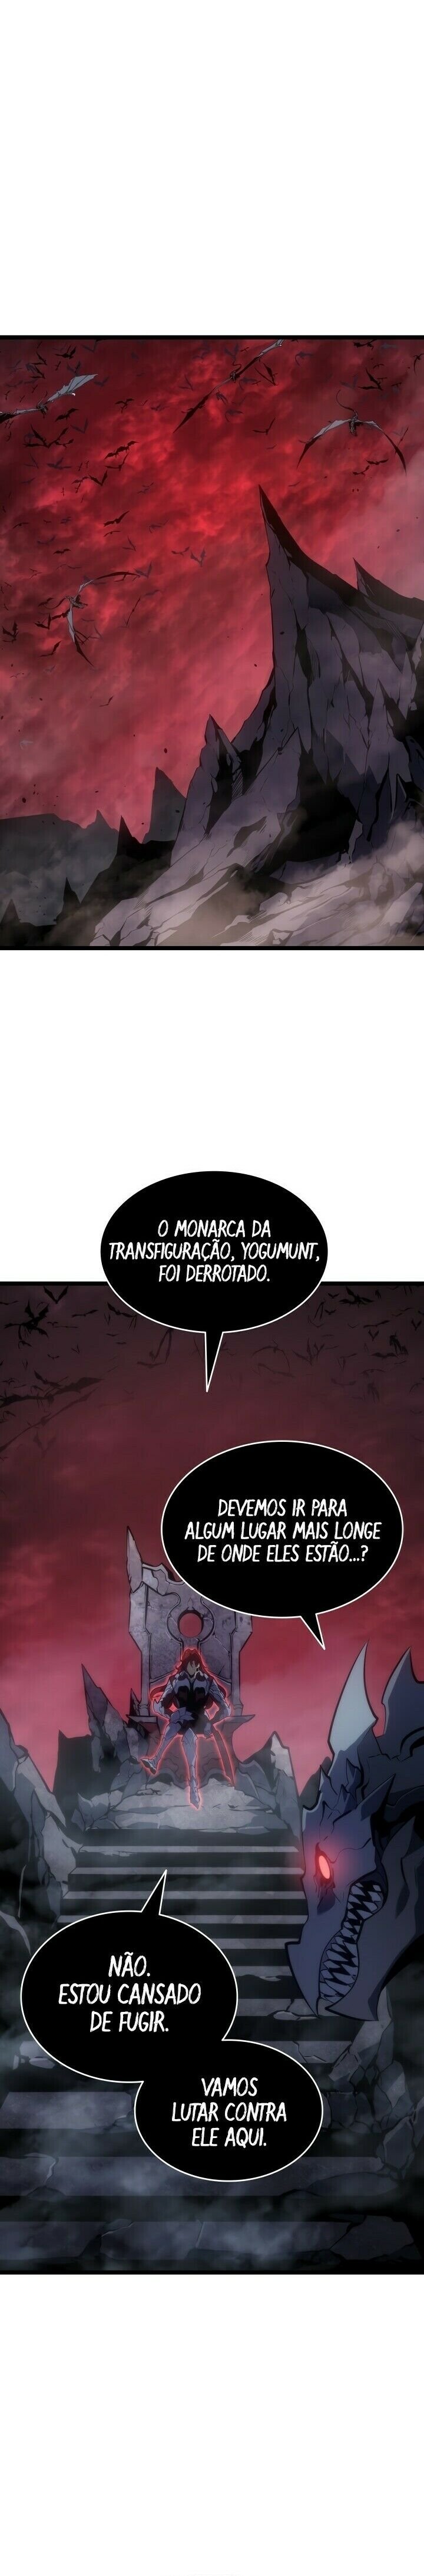 O MONARCA DA
TRANSFIGURAÇÃO, YOGUMUNT,
FOI DERROTADO.
DEVEMOS IR PARA
ALGUM LUGAR MAIS LONGE
DE ONDE ELES ESTÃO...?
NÃO.
ESTOU CANSADO
DE FUGIR.
VAMOS
LUTAR CONTRA
ELE AQUI.